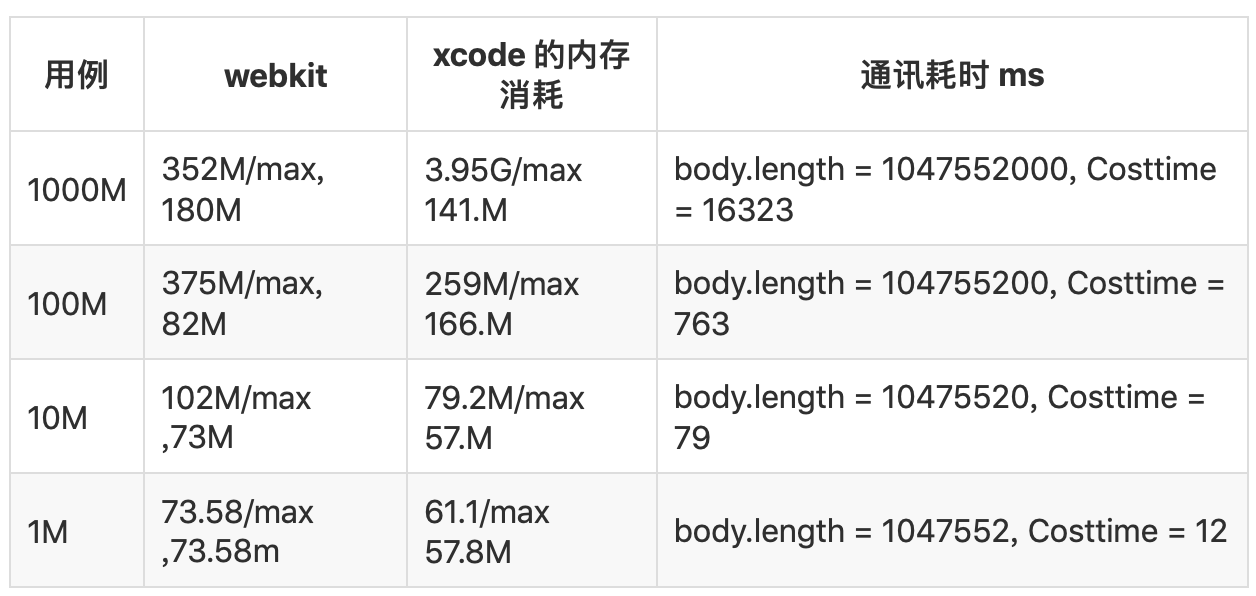 用例
webkit
xcode 的内存
消耗
通讯耗时 ms
1000M
352M/max,
180M
3.95G/max
141.M
body.length = 1047552000, Costtime
= 16323
100M
375M/max,
82M
259M/max
166.M
body.length = 104755200, Costtime =
763
10M
102M/max
,73M
79.2M/max
57.M
body.length = 10475520, Costtime =
79
1M
73.58/max
,73.58m
61.1/max
57.8M
body.length = 1047552, Costtime = 12